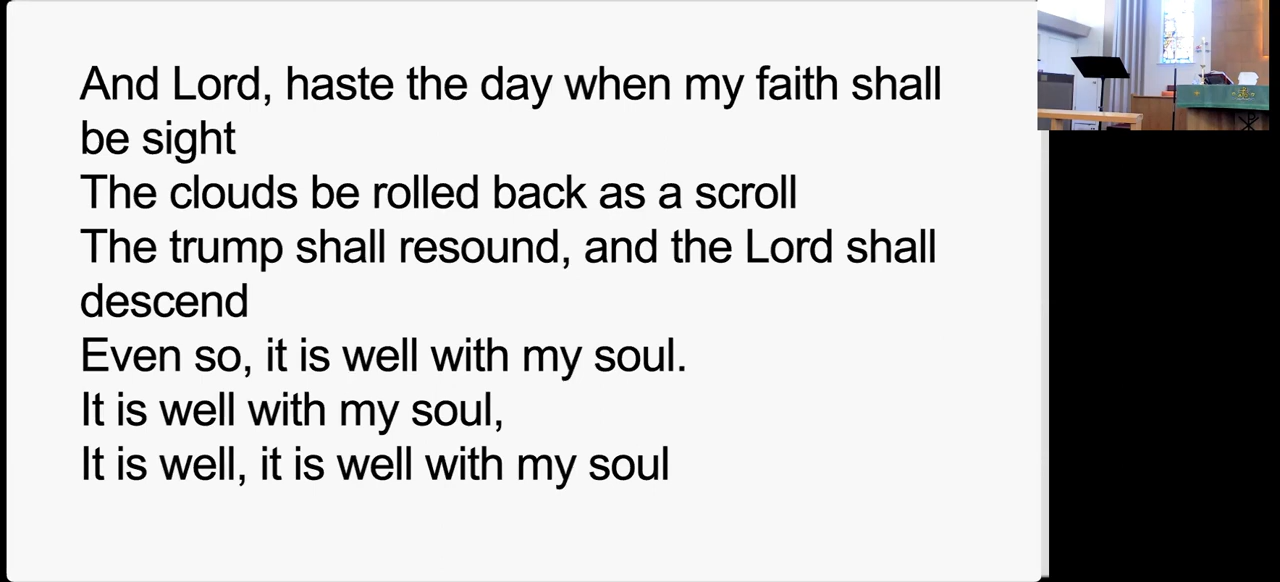 And Lord, haste the day when my faith shall
be sight
The clouds be rolled back as a scroll
The trump shall resound, and the Lord shall
descend
Even so, it is well with my soul.
It is well with my soul,
It is well, it is well with my soul